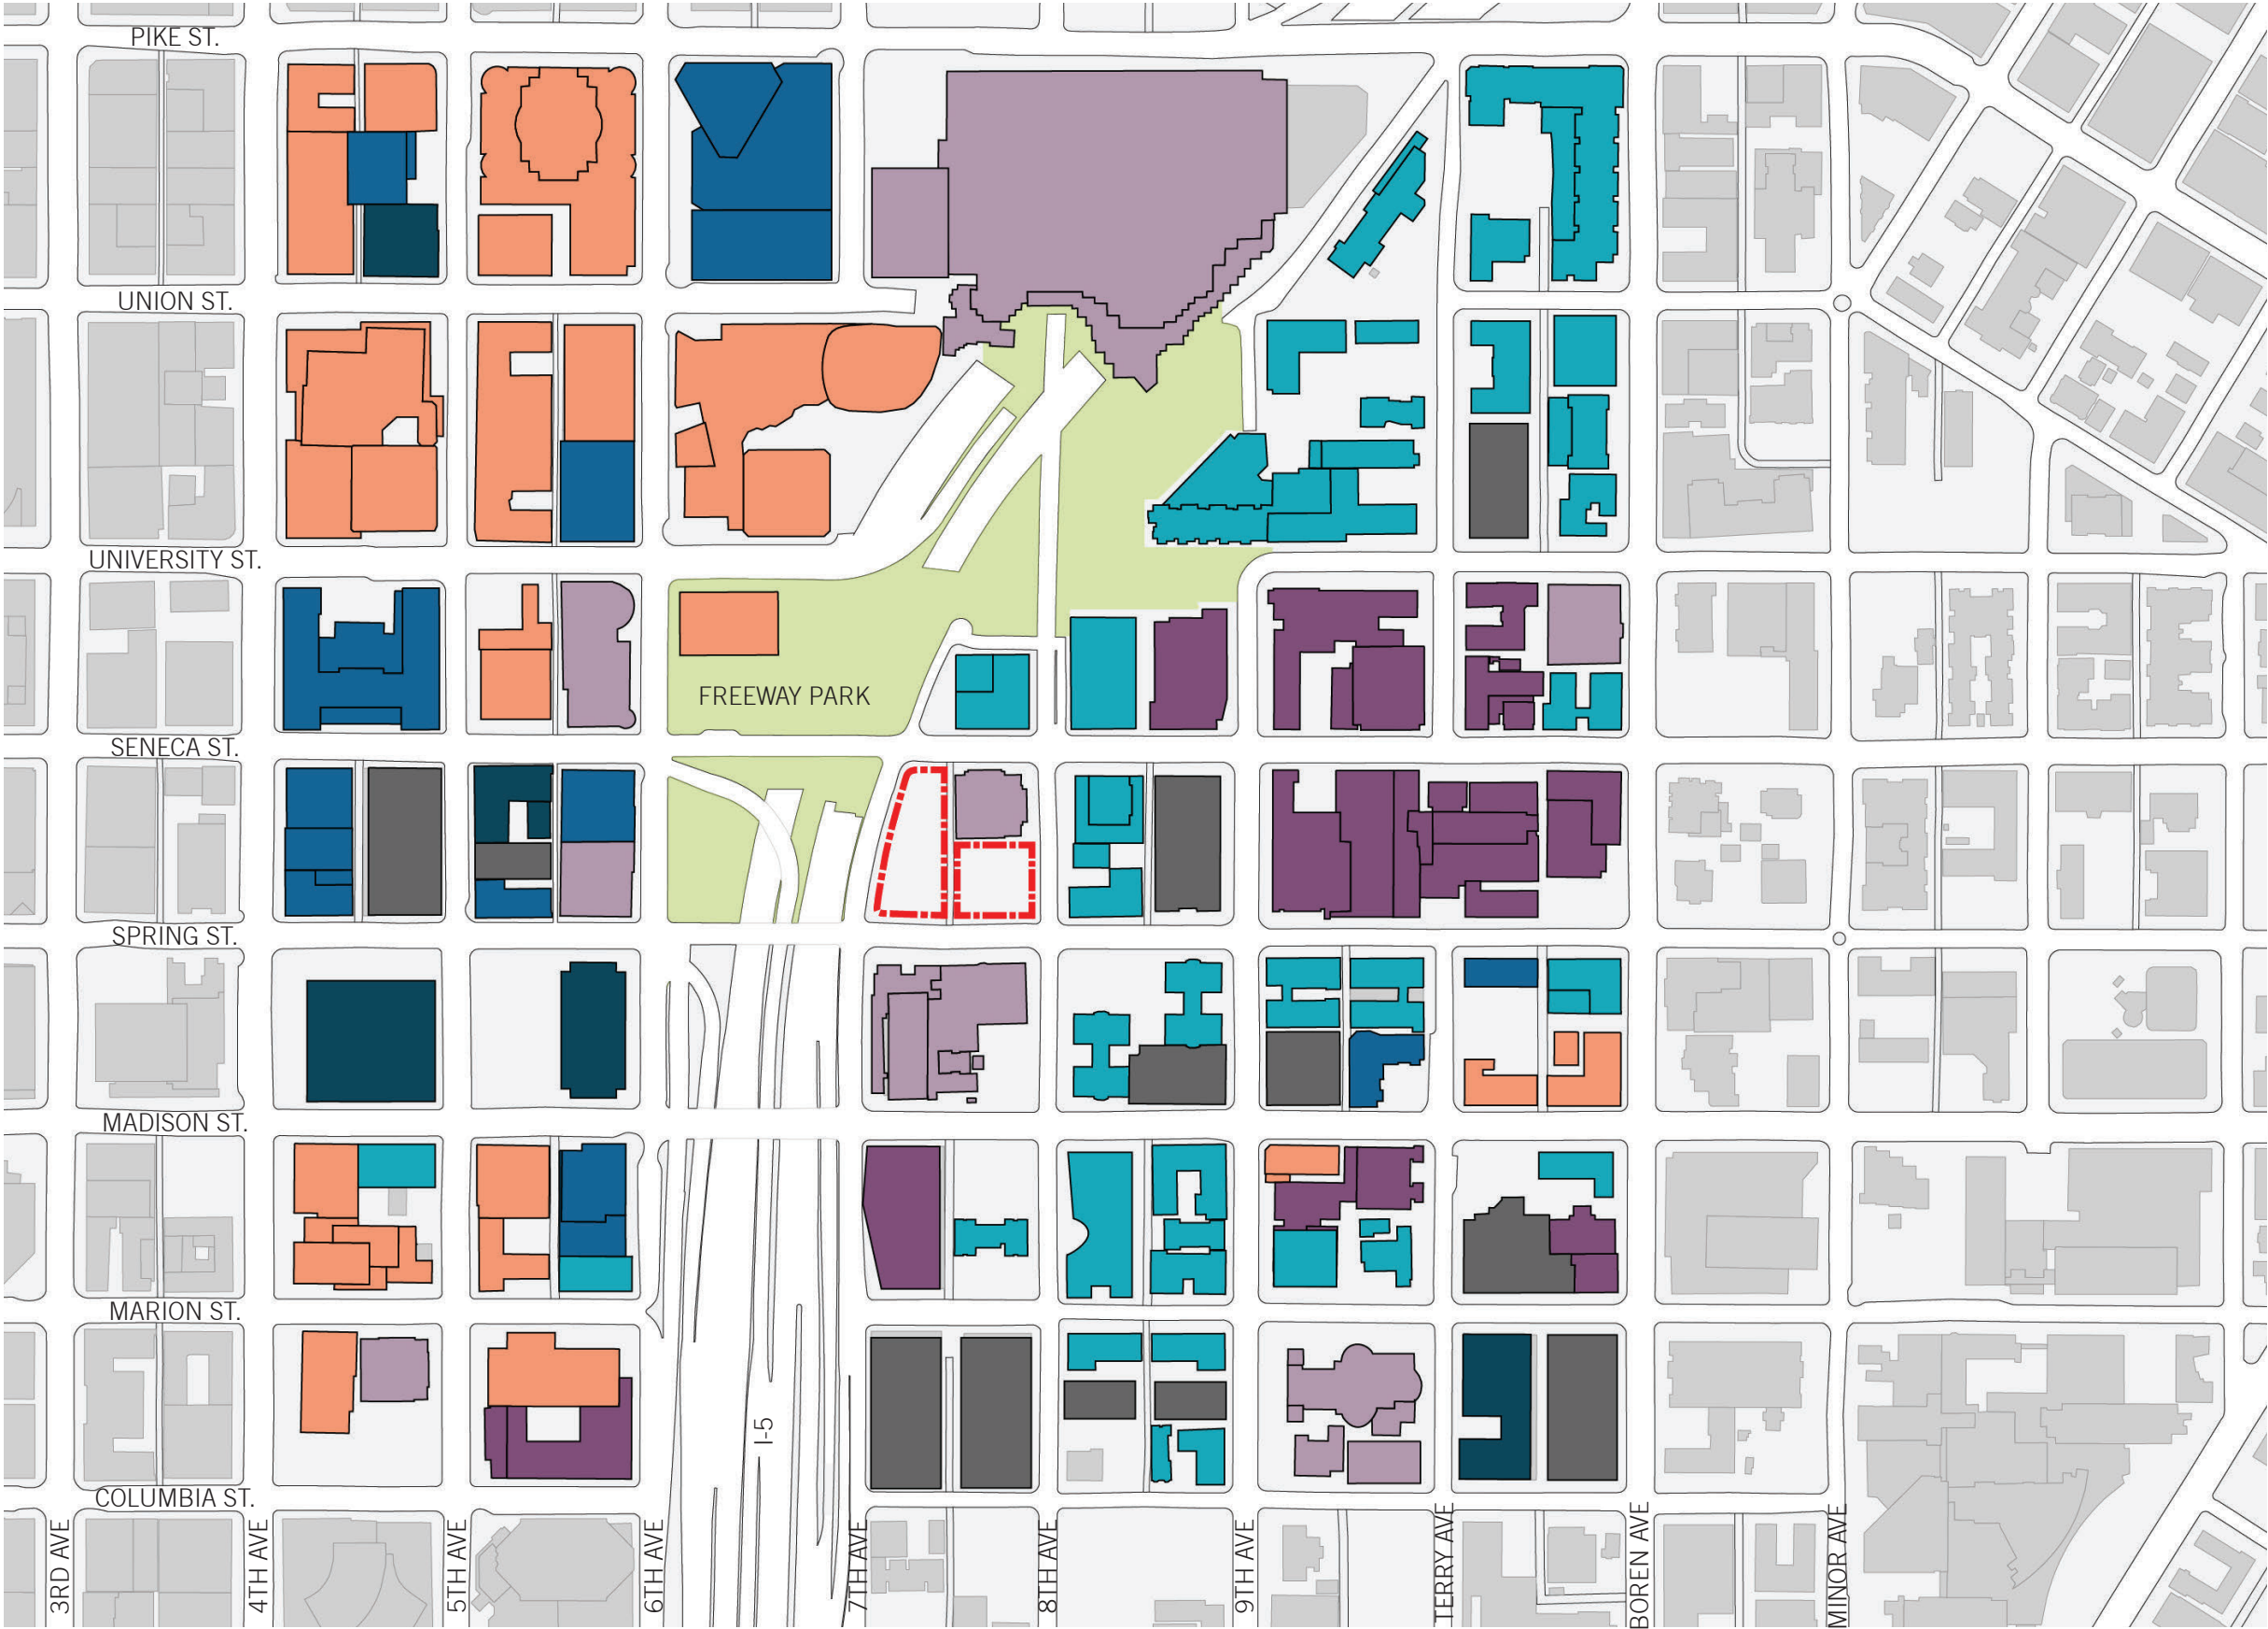 PIKE ST.
UNION ST.
UNIVERSITY ST.
FREEWAY PARK
SENECA ST.
SPRING ST.
MADISON ST.
MARION ST.
I-5
COLUMBIA ST.
3RD AVE
4TH AVE
5TH AVE
6TH AVE
7TH AVE
8TH AVE
9TH AVE
TERRY AVE
BOREN AVE
MINOR AVE